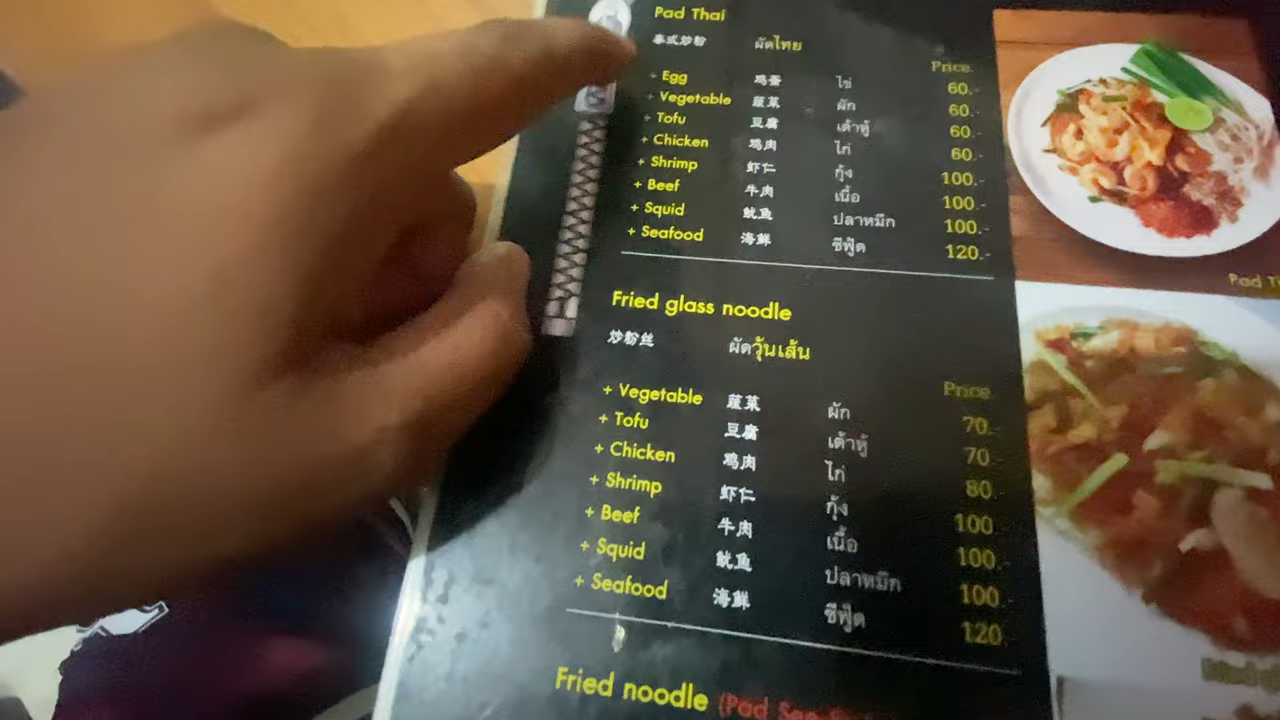 Pad Thai
泰式炒粉 ผัดไทย
Price
+ Egg 鸡蛋 ไข่ 60.-
+ Vegetable 蔬菜 ผัก 60.-
+ Tofu 豆腐 เต้าหู้ 60.-
+ Chicken 鸡肉 ไก่ 60.-
+ Shrimp 虾仁 กุ้ง 100.-
+ Beef 牛肉 เนื้อ 100.-
+ Squid 鱿鱼 ปลาหมึก 100.-
+ Seafood 海鲜 ซีฟู้ด 120.-
Pad
Fried glass noodle
炒粉丝 ผัดวุ้นเส้น
Price
+ Vegetable 蔬菜 ผัก 70.-
+ Tofu 豆腐 เต้าหู้ 70.-
+ Chicken 鸡肉 ไก่ 80.-
+ Shrimp 虾仁 กุ้ง 100.-
+ Beef 牛肉 เนื้อ 100.-
+ Squid 鱿鱼 ปลาหมึก 100.-
+ Seafood 海鲜 ซีฟู้ด 120.-
Fried noodle (Pad See